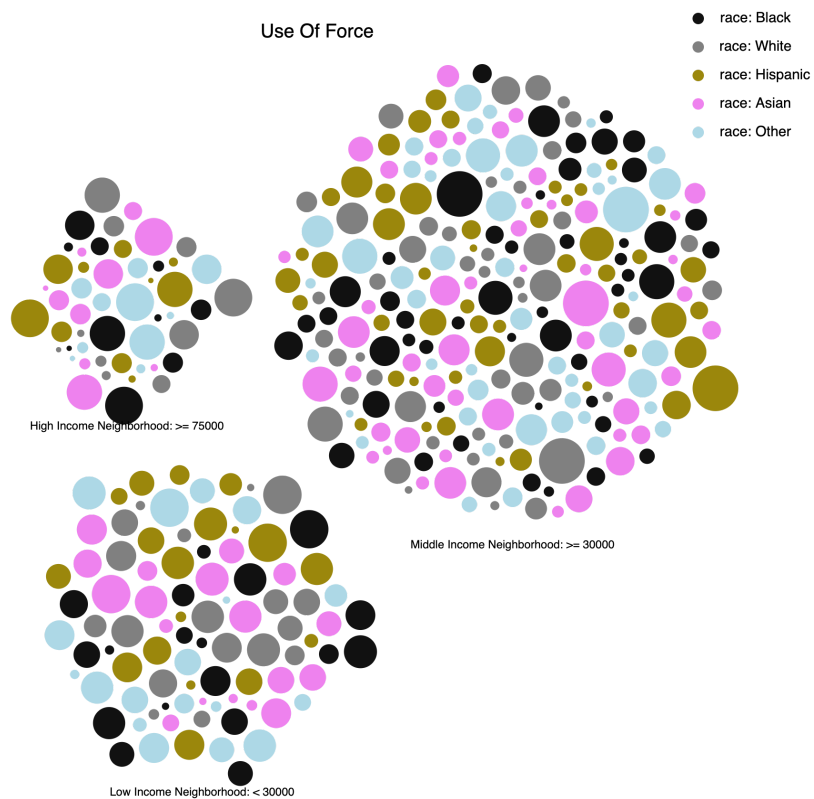 Use Of Force
race: Black
race: White
race: Hispanic
race: Asian
race: Other
High Income Neighborhood: >= 75000
Middle Income Neighborhood: >= 30000
Low Income Neighborhood: < 30000